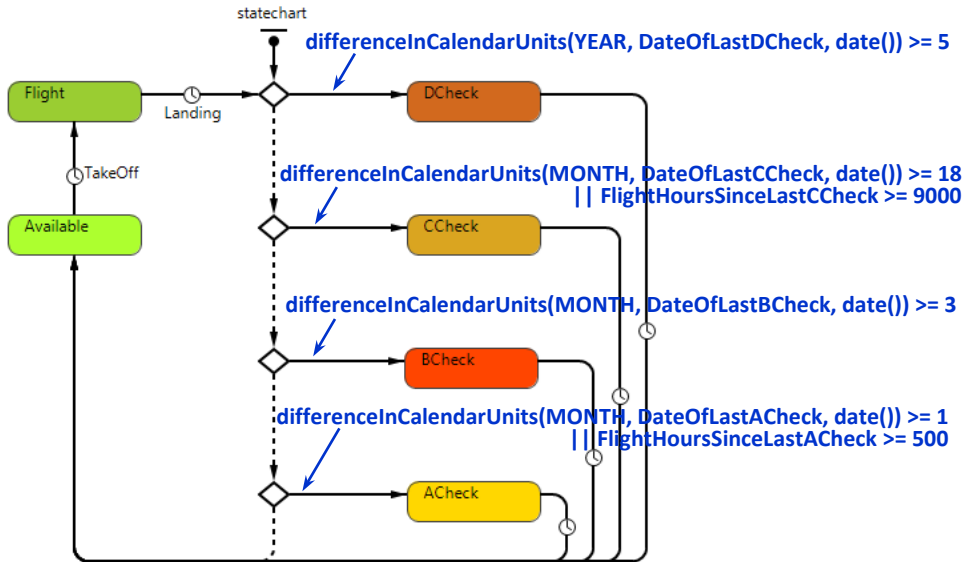 statechart
differenceInCalendarUnits(YEAR, DateOfLastDCheck, date()) >= 5
Flight
DCheck
Landing
TakeOff
differenceInCalendarUnits(MONTH, DateOfLastCCheck, date()) >= 18
|| FlightHoursSinceLastCCheck >= 9000
Available
CCheck
differenceInCalendarUnits(MONTH, DateOfLastBCheck, date()) >= 3
BCheck
differenceInCalendarUnits(MONTH, DateOfLastACheck, date()) >= 1
|| FlightHoursSinceLastACheck >= 500
ACheck